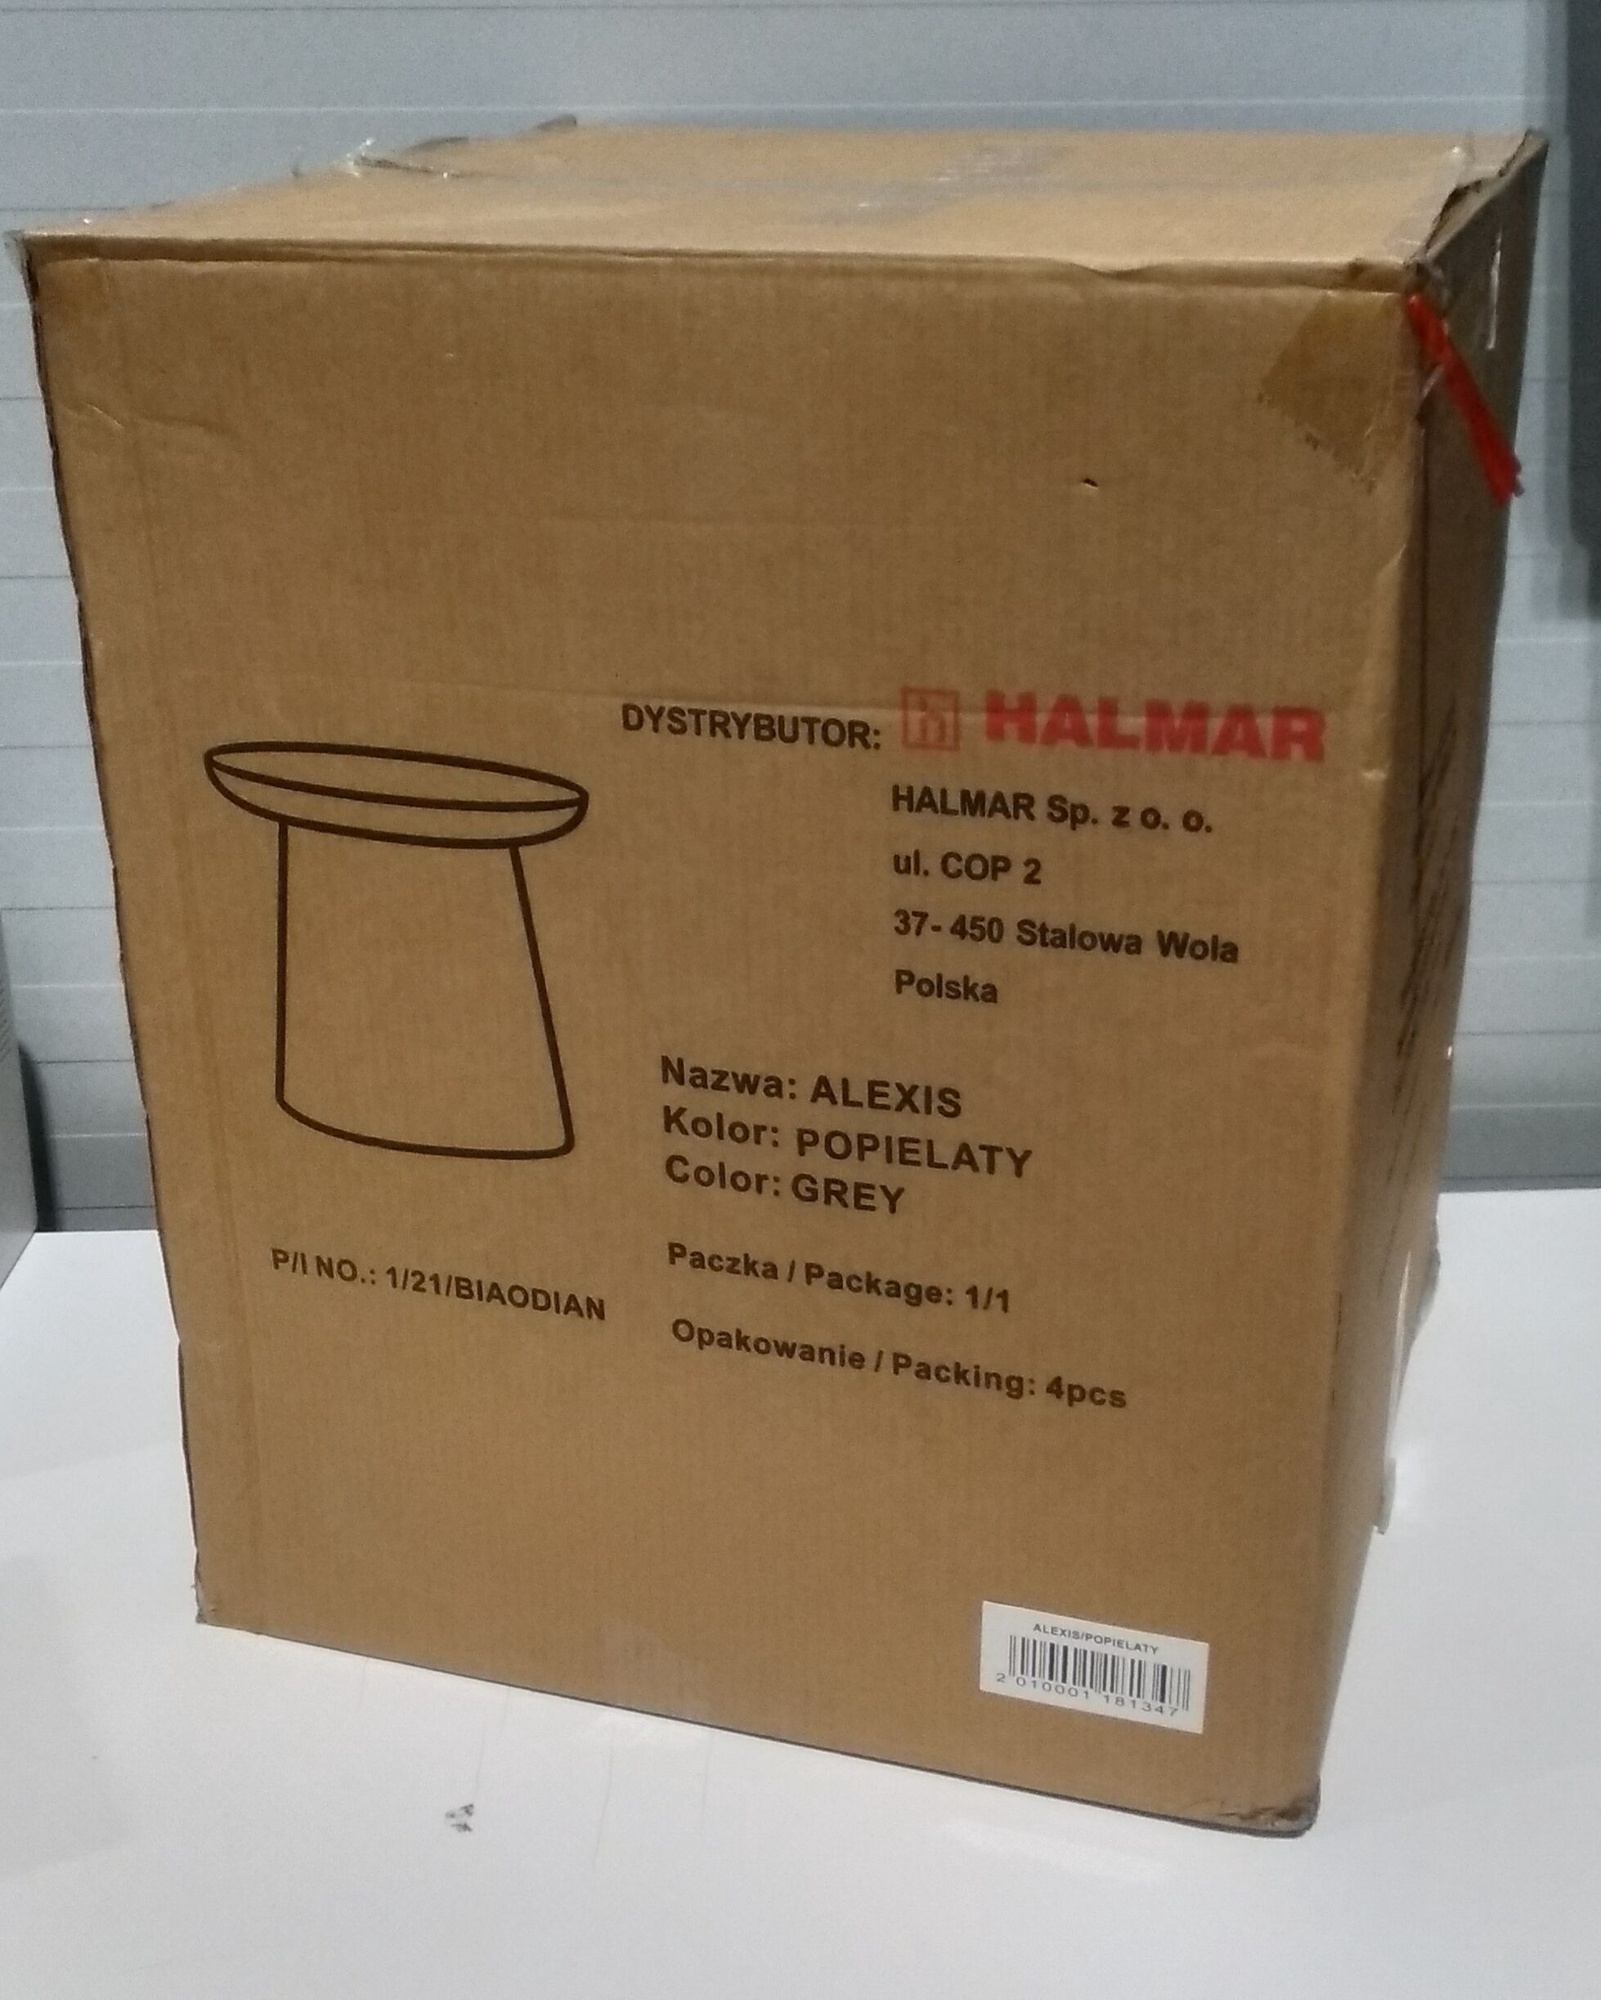 DYSTRYBUTOR: HALMAR
HALMAR Sp. z o. o.
ul. COP 2
37-450 Stalowa Wola
Polska
Nazwa: ALEXIS
Kolor: POPIELATY
Color: GREY
P/I NO.: 1/21/BIAODIAN
Paczka / Package: 1/1
Opakowanie / Packing: 4pcs
ALEXIS/POPIELATY
2 010001 181347